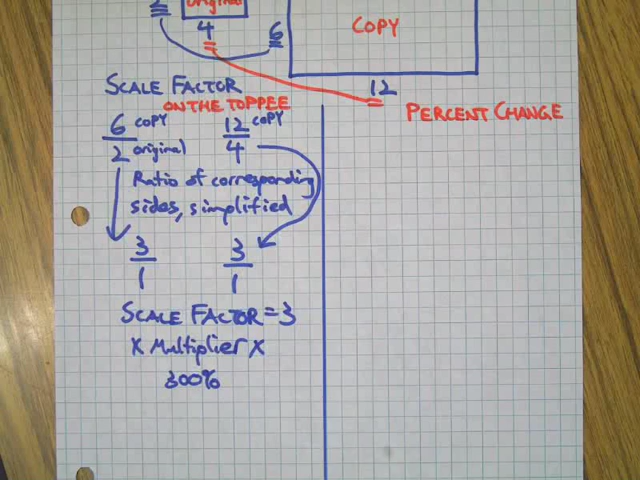 2
Original
4
6
COPY
12
SCALE FACTOR
ON THE TOPPEE
PERCENT CHANGE
6 COPY
2 original
12 COPY
4
Ratio of corresponding
sides, simplified
3
1
3
1
SCALE FACTOR = 3
x Multiplier x
300%